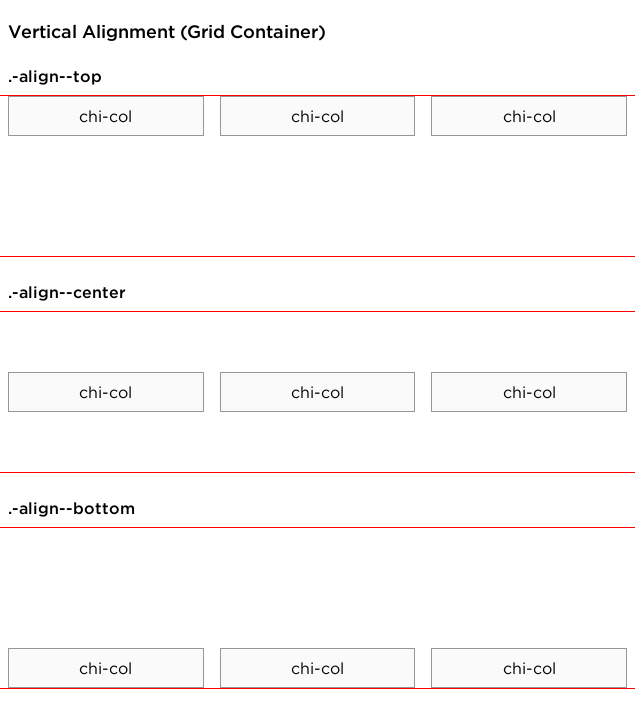 Vertical Alignment (Grid Container)
.-align--top
chi-col chi-col chi-col
.-align--center
chi-col chi-col chi-col
.-align--bottom
chi-col chi-col chi-col